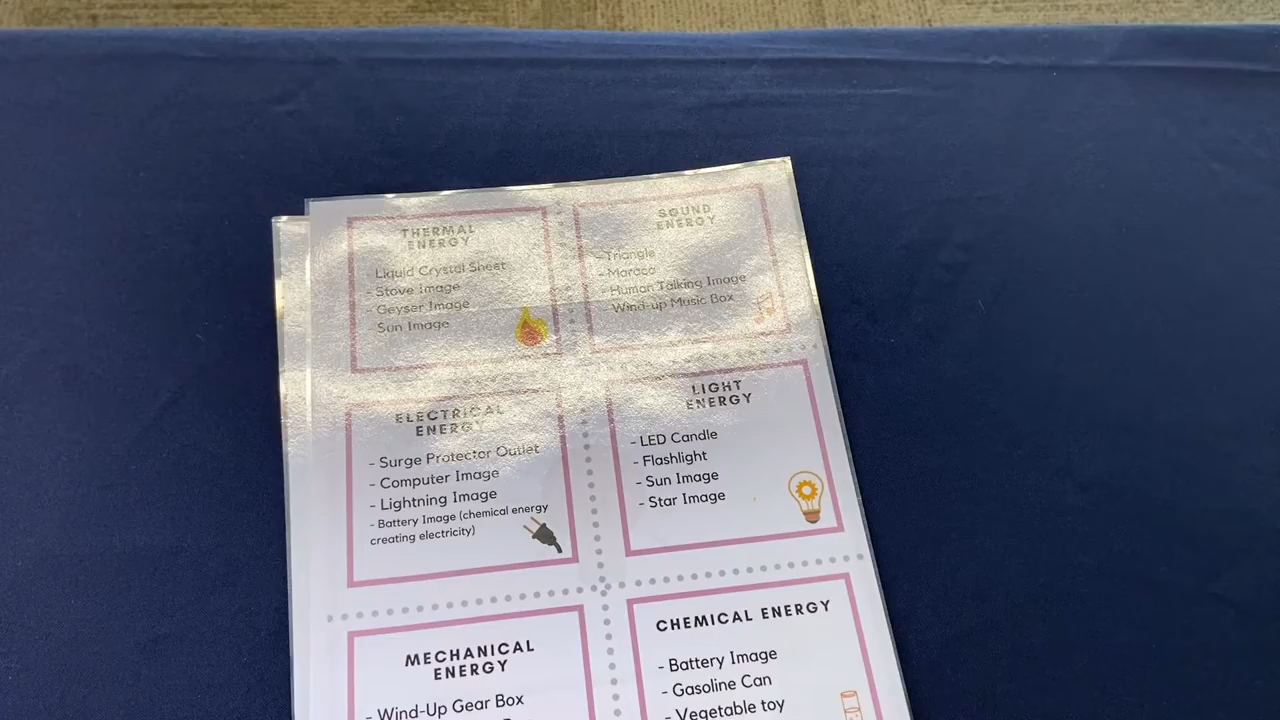 THERMAL
ENERGY
- Liquid Crystal Sheet
- Stove Image
- Geyser Image
- Sun Image
SOUND
ENERGY
- Triangle
- Maraca
- Human Talking Image
- Wind-up Music Box
ELECTRICAL
ENERGY
- Surge Protector Outlet
- Computer Image
- Lightning Image
- Battery Image (chemical energy
creating electricity)
LIGHT
ENERGY
- LED Candle
- Flashlight
- Sun Image
- Star Image
MECHANICAL
ENERGY
- Wind-Up Gear Box
CHEMICAL ENERGY
- Battery Image
- Gasoline Can
- Vegetable toy